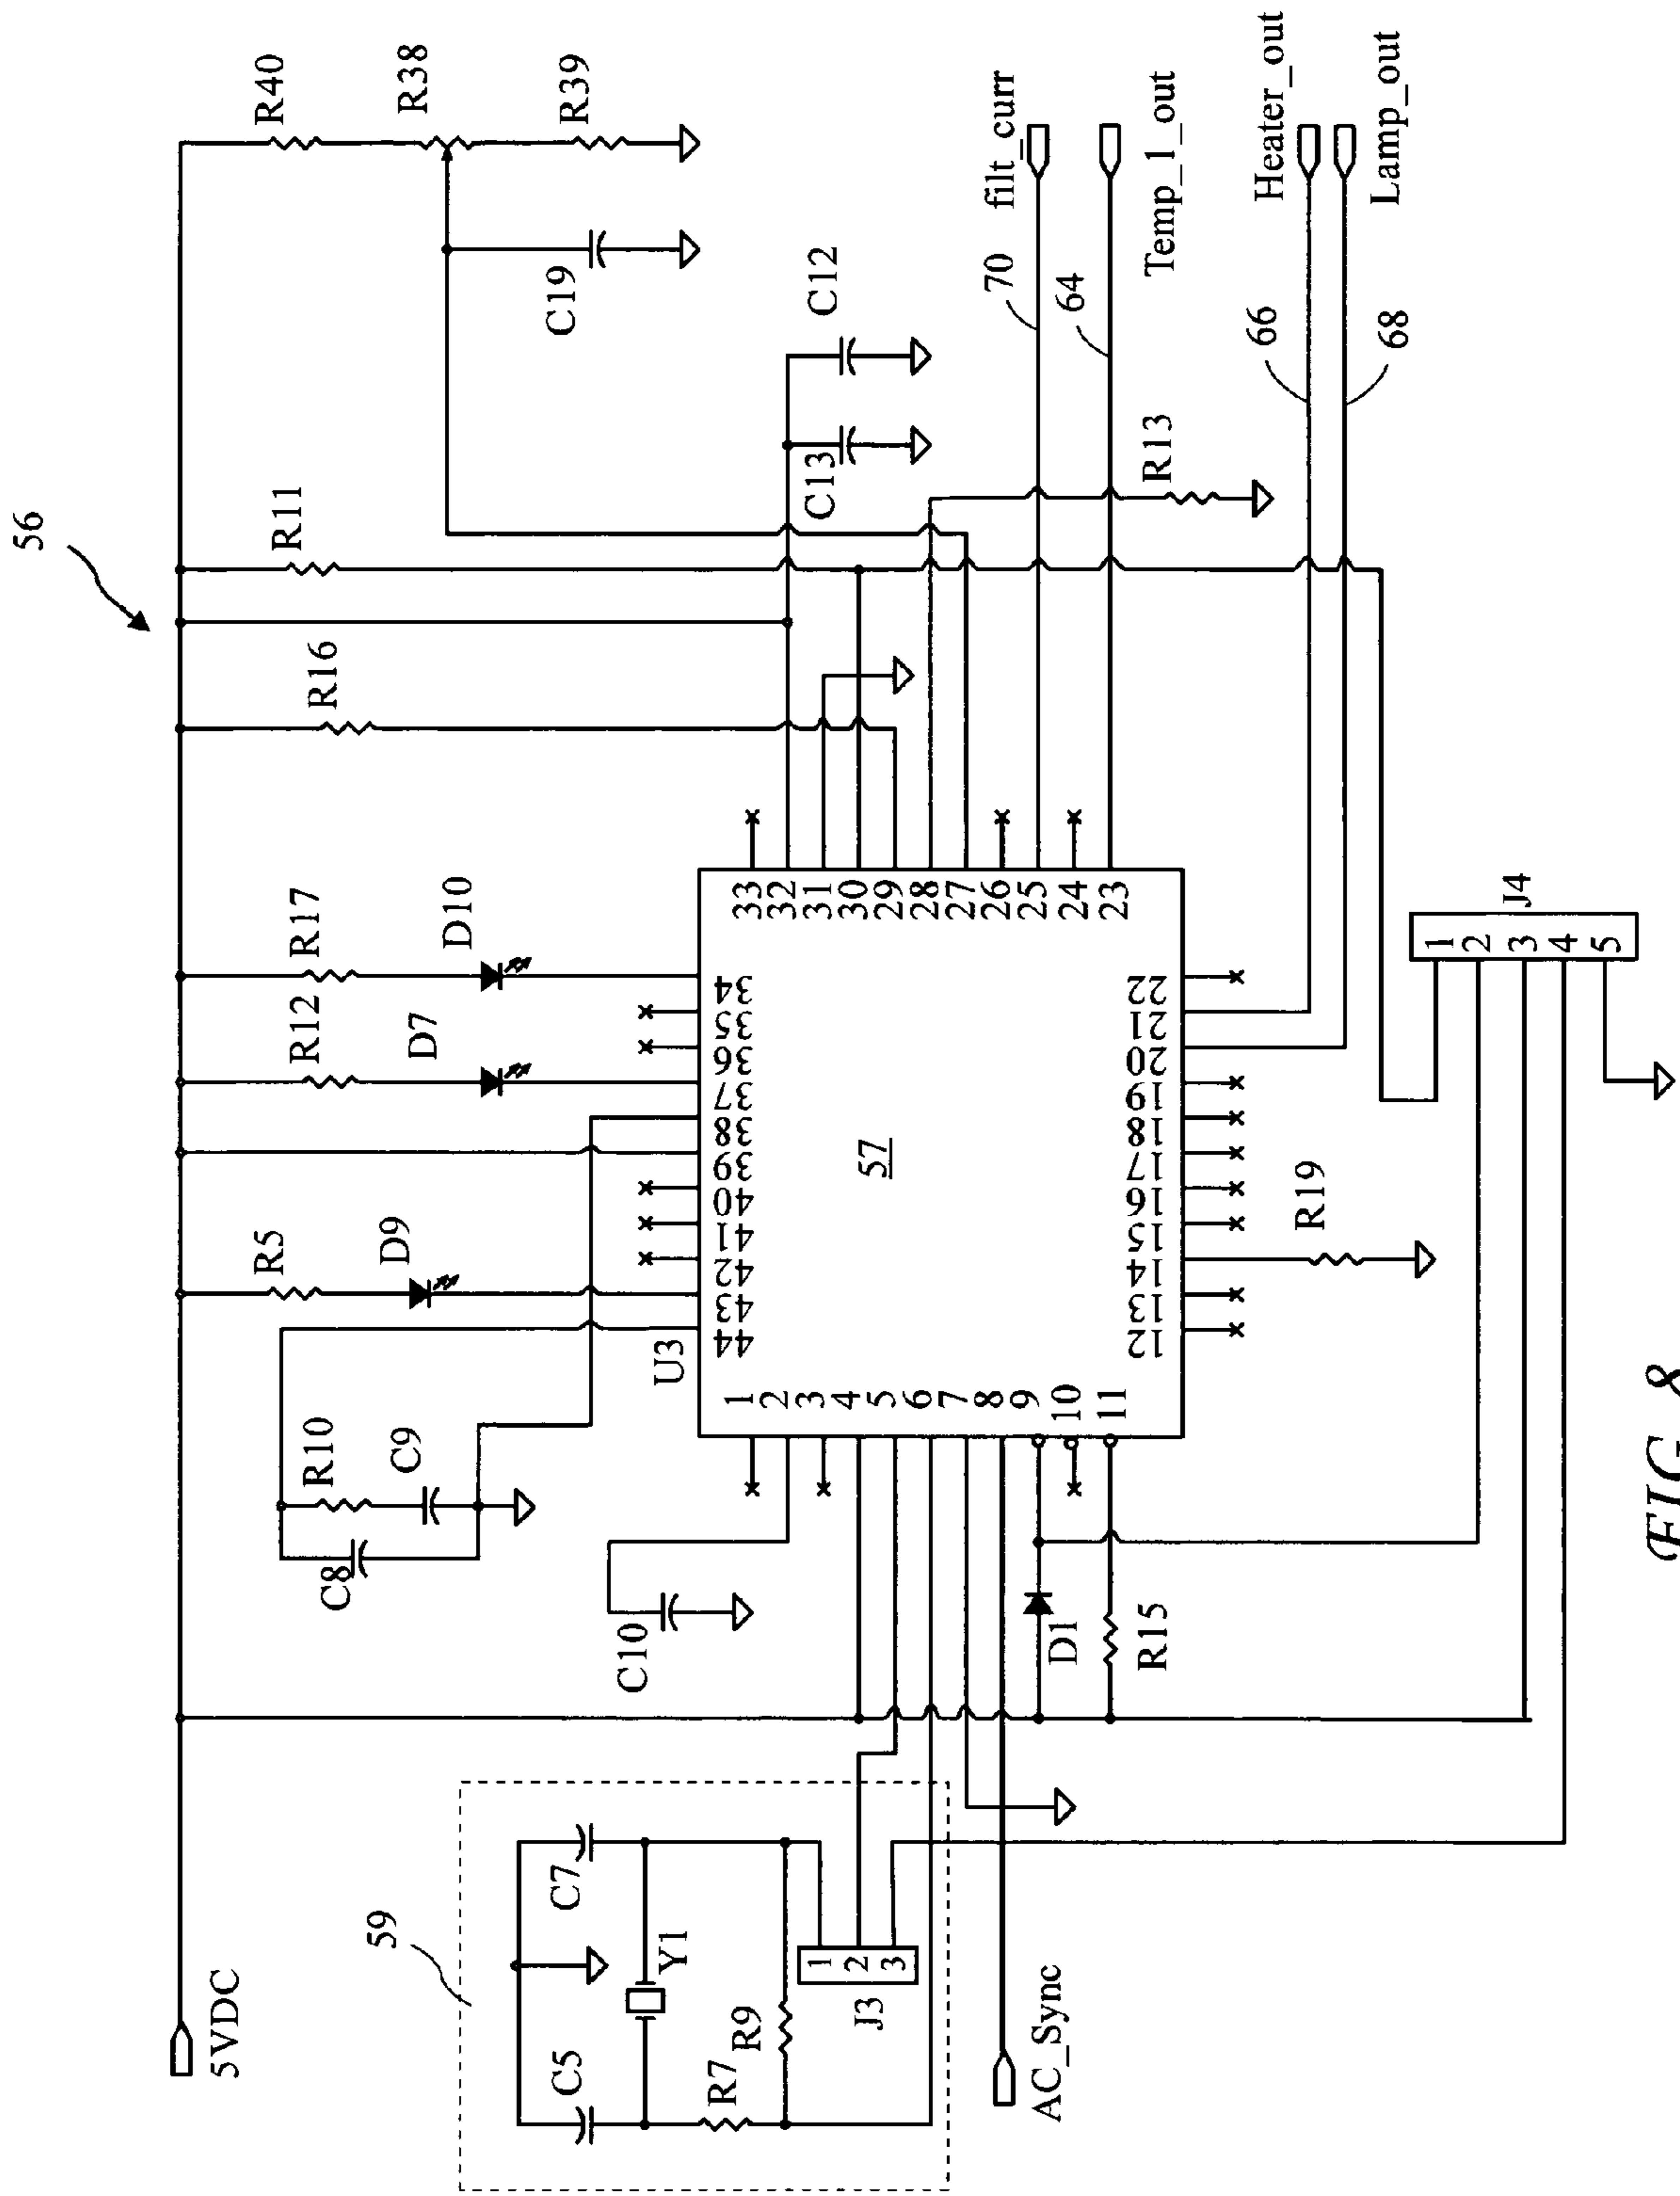 56
5VDC
R40
R38
R39
C19
R11
R16
R17
D10
R12
D7
R5
D9
R10
C9
C8
C10
C12
C13
59
C7
C5
Y1
R9
R7
J3
1
2
3
AC_Sync
D1
R15
U3
57
1
2
3
4
5
6
7
8
9
10
11
12
13
14
15
16
17
18
19
20
21
22
23
24
25
26
27
28
29
30
31
32
33
34
35
36
37
38
39
40
41
42
43
44
R19
R13
70
filt_curr
64
Temp_1_out
66
Heater_out
68
Lamp_out
J4
1
2
3
4
5
FIG. 8